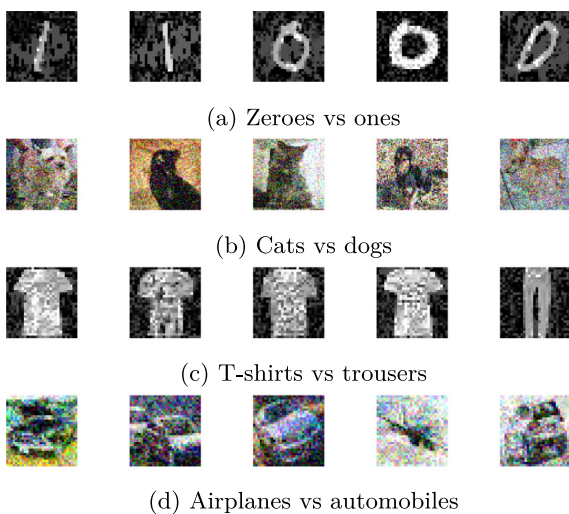 (a) Zeroes vs ones
(b) Cats vs dogs
(c) T-shirts vs trousers
(d) Airplanes vs automobiles